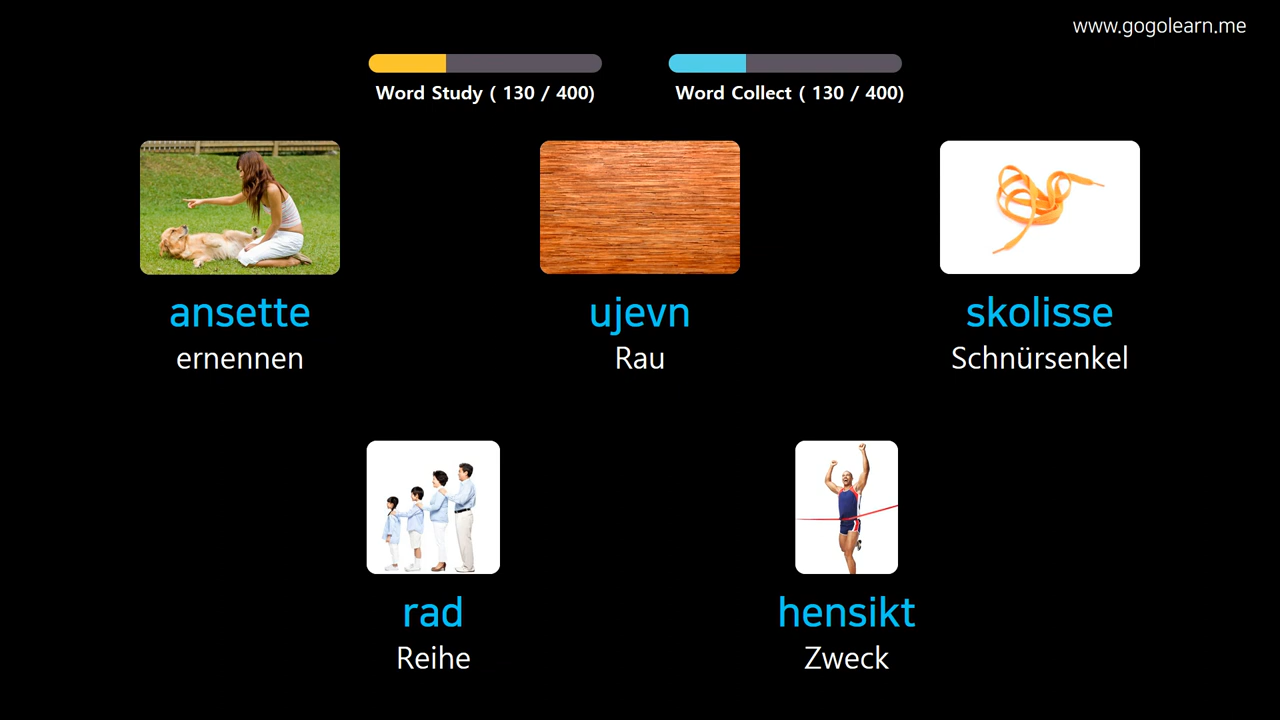 www.gogolearn.me
Word Study ( 130 / 400)
Word Collect ( 130 / 400)
ansette
ernennen
ujevn
Rau
skolisse
Schnürsenkel
rad
Reihe
hensikt
Zweck